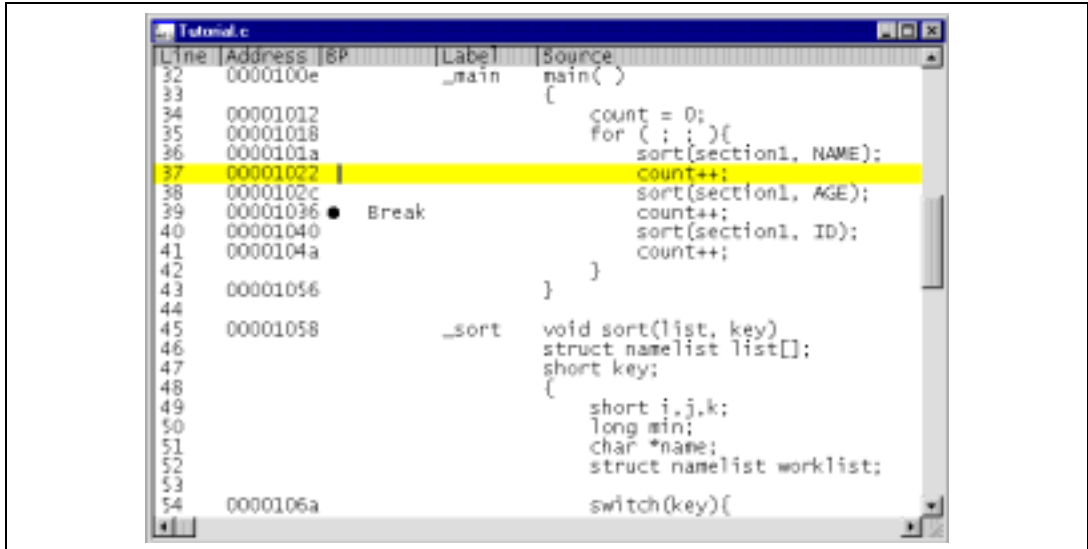 Tutorial.c
Line Address BP Label Source
32 0000100e _main main( )
33 {
34 00001012 count = 0;
35 00001018 for ( ; ; ){
36 0000101a sort(section1, NAME);
37 00001022 count++;
38 0000102c sort(section1, AGE);
39 00001036 ● Break count++;
40 00001040 sort(section1, ID);
41 0000104a count++;
42 }
43 00001056 }
44
45 00001058 _sort void sort(list, key)
46 struct namelist list[];
47 short key;
48 {
49 short i,j,k;
50 long min;
51 char *name;
52 struct namelist worklist;
53
54 0000106a switch(key){